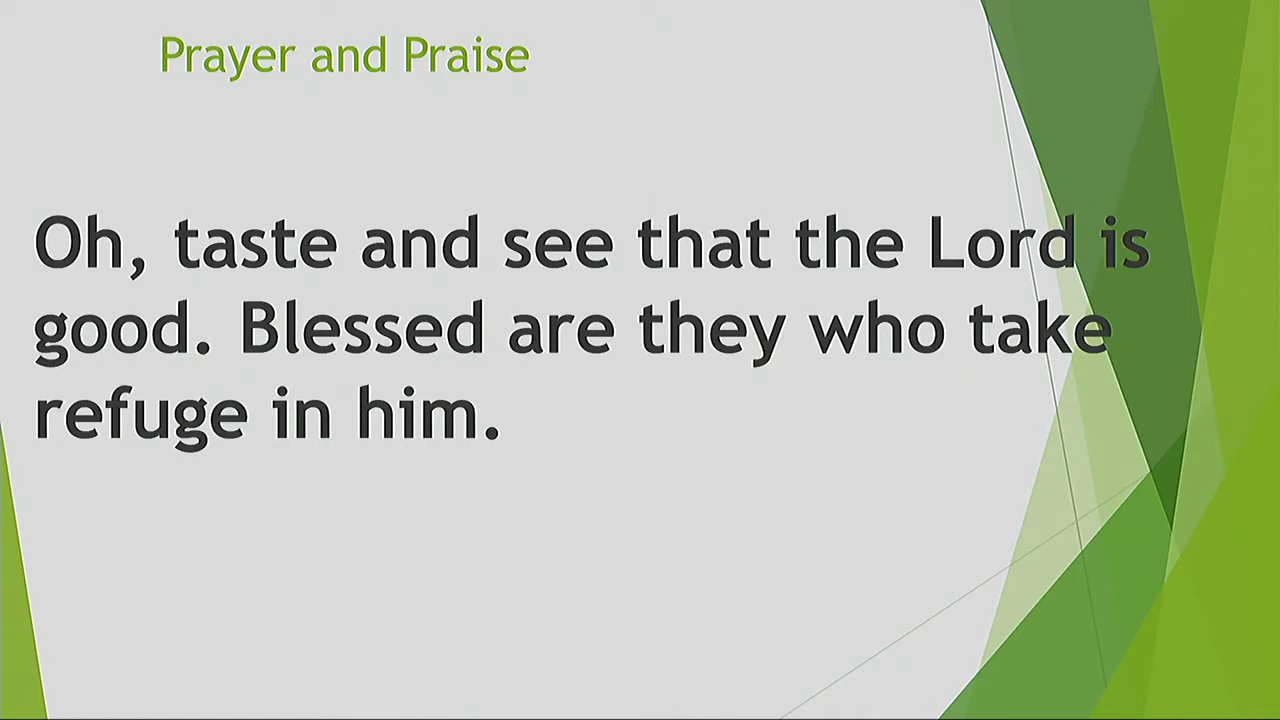 Prayer and Praise
Oh, taste and see that the Lord is
good. Blessed are they who take
refuge in him.